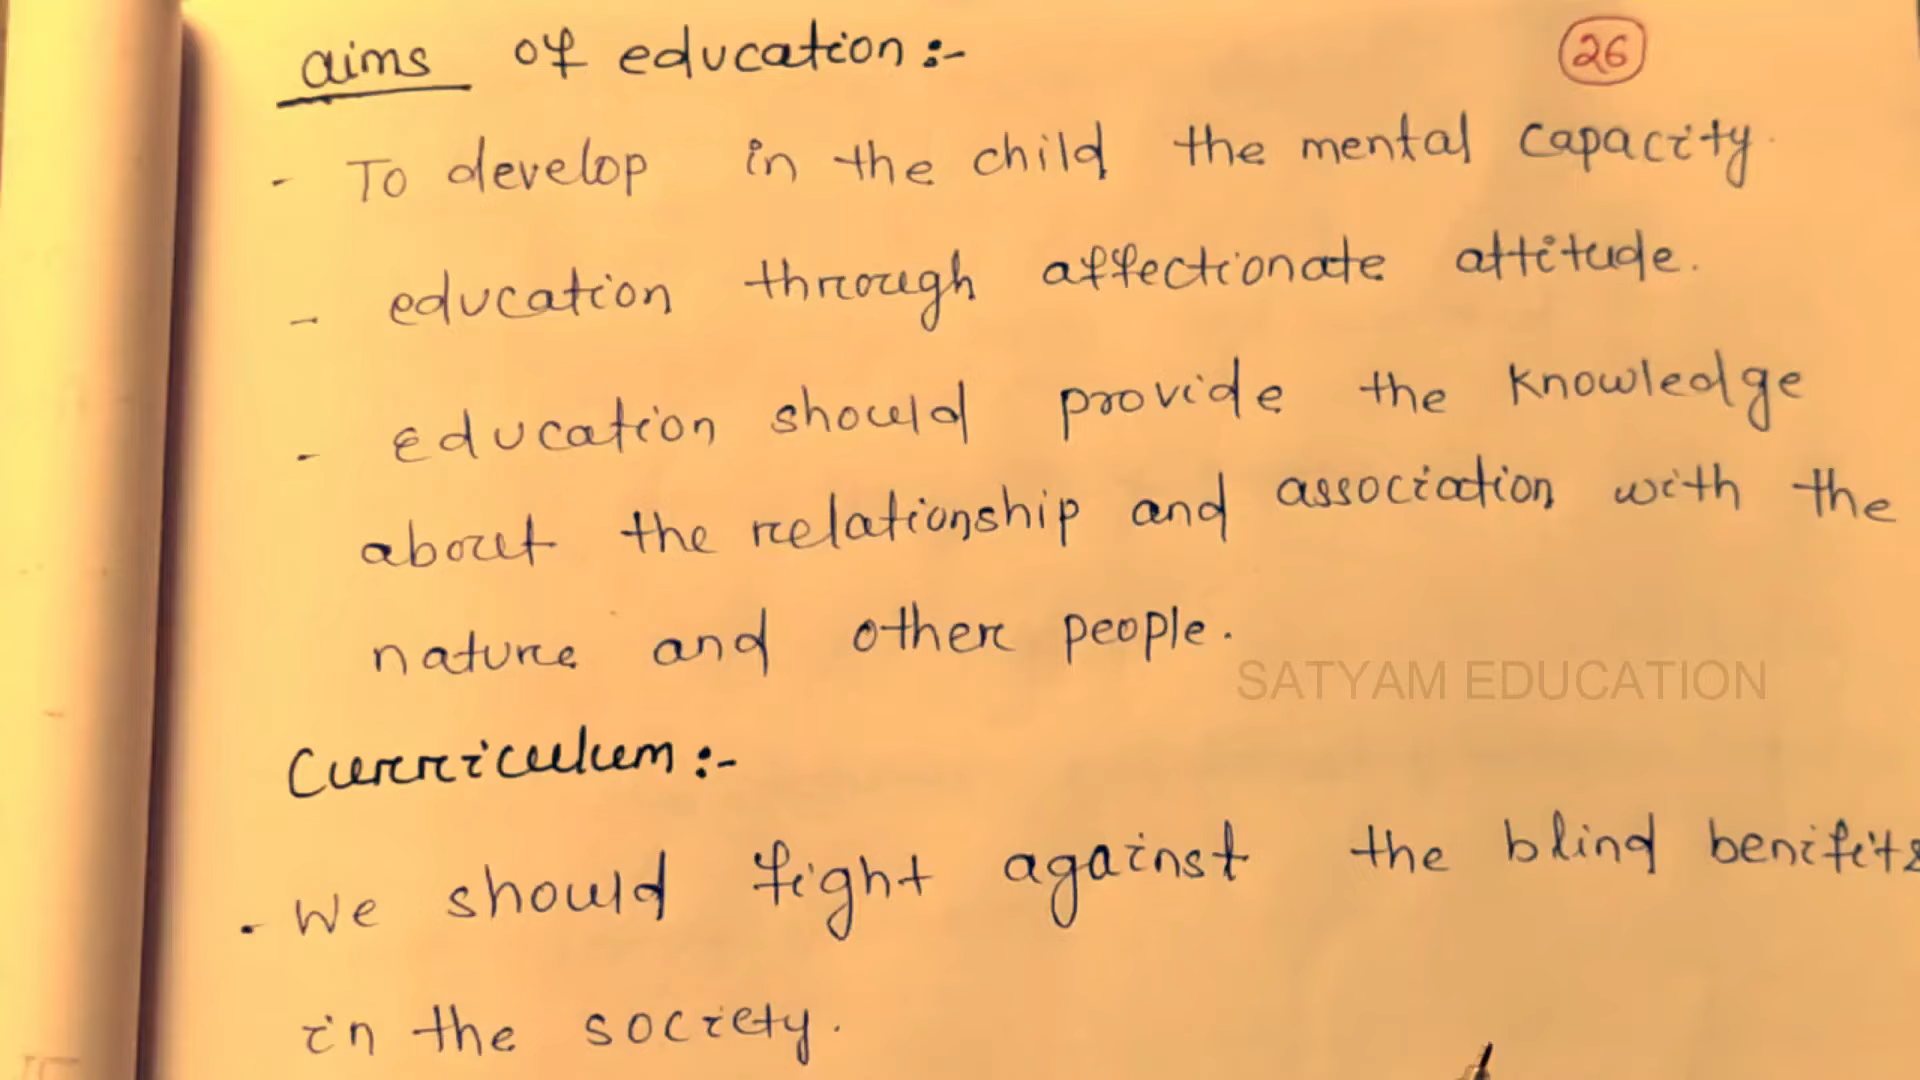 aims of education:-
26
- To develop in the child the mental capacity.
- education through affectionate attitude.
- Education should provide the knowledge
about the relationship and association with the
nature and other people.
SATYAM EDUCATION
Curriculum:-
- We should fight against the blind benifits
in the society.